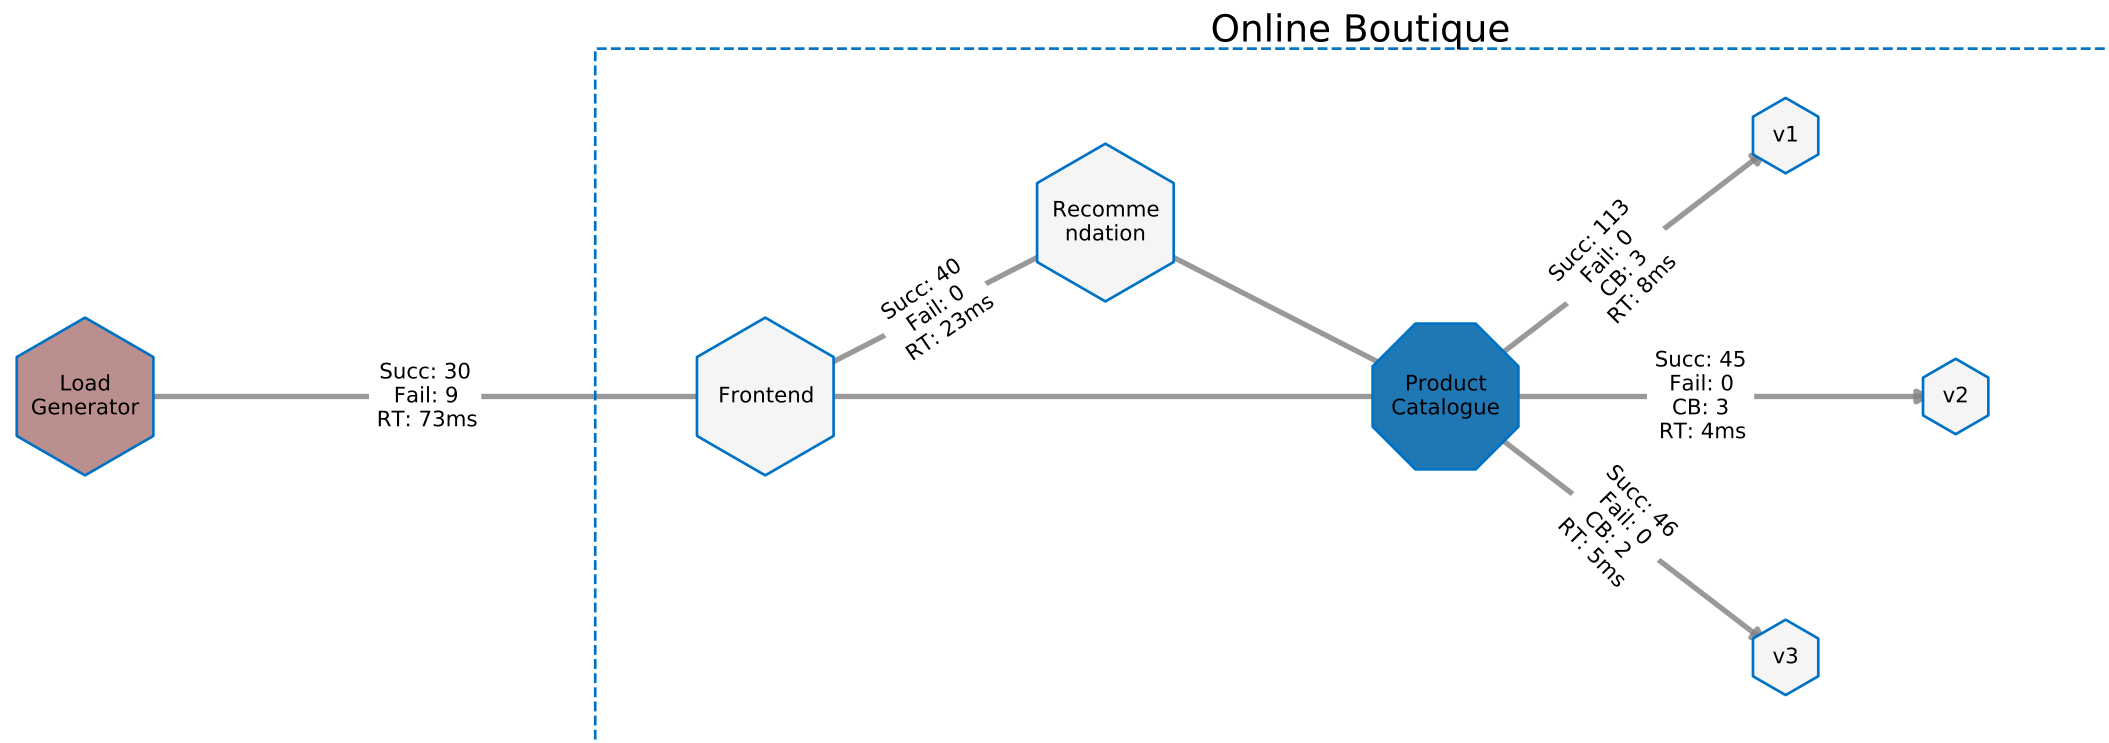 Online Boutique
Load
Generator
Succ: 30
Fail: 9
RT: 73ms
Frontend
Succ: 40
Fail: 0
RT: 23ms
Recomme
ndation
Product
Catalogue
Succ: 113
Fail: 0
CB: 3
RT: 8ms
v1
Succ: 45
Fail: 0
CB: 3
RT: 4ms
v2
Succ: 46
Fail: 0
CB: 2
RT: 5ms
v3